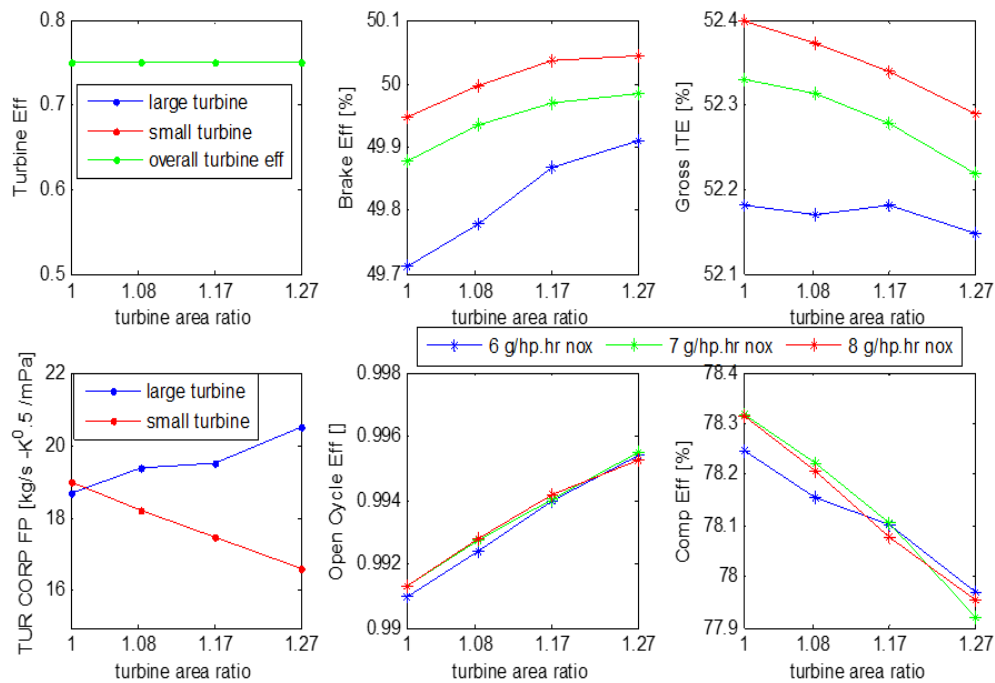 0.8
0.7
0.6
0.5
Turbine Eff
large turbine
small turbine
overall turbine eff
1 1.08 1.17 1.27
turbine area ratio
50.1
50
49.9
49.8
49.7
Brake Eff [%]
1 1.08 1.17 1.27
turbine area ratio
52.4
52.3
52.2
52.1
Gross ITE [%]
1 1.08 1.17 1.27
turbine area ratio
6 g/hp.hr nox 7 g/hp.hr nox 8 g/hp.hr nox
22
20
18
16
TUR CORP FP [kg/s -K^0.5 /mPa]
large turbine
small turbine
1 1.08 1.17 1.27
turbine area ratio
0.998
0.996
0.994
0.992
0.99
Open Cycle Eff []
1 1.08 1.17 1.27
turbine area ratio
78.4
78.3
78.2
78.1
78
77.9
Comp Eff [%]
1 1.08 1.17 1.27
turbine area ratio